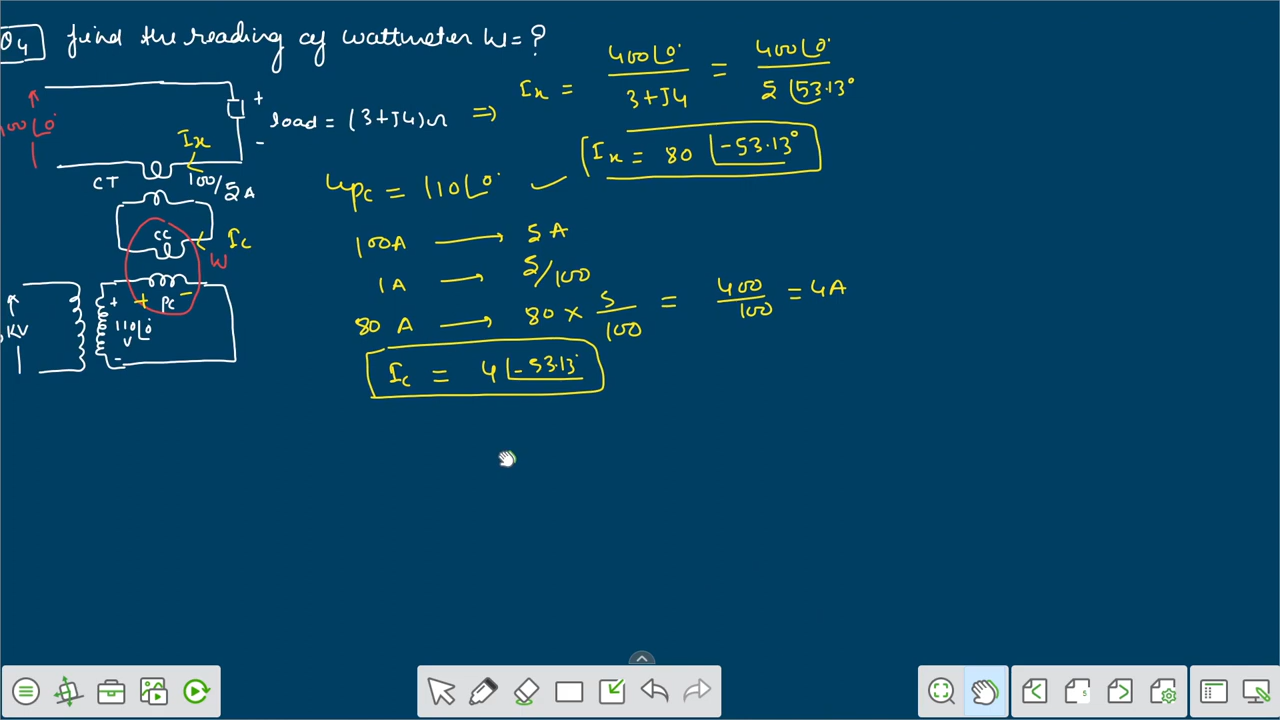 Q4 find the reading of wattmeter W=?
400∠0°
+
load = (3+J4)Ω ⇒
-
Ix
CT
100/5A
CC
Ic
W
+ PC -
+
110∠0°
V
-
KV
Ix = 400∠0° / 3+J4 = 400∠0° / 5∠53.13°
Ix = 80 ∠-53.13°
VPC = 110∠0°
100A → 5A
1A → 5/100
80 A → 80 × 5/100 = 400/100 = 4A
Ic = 4∠-53.13°
5